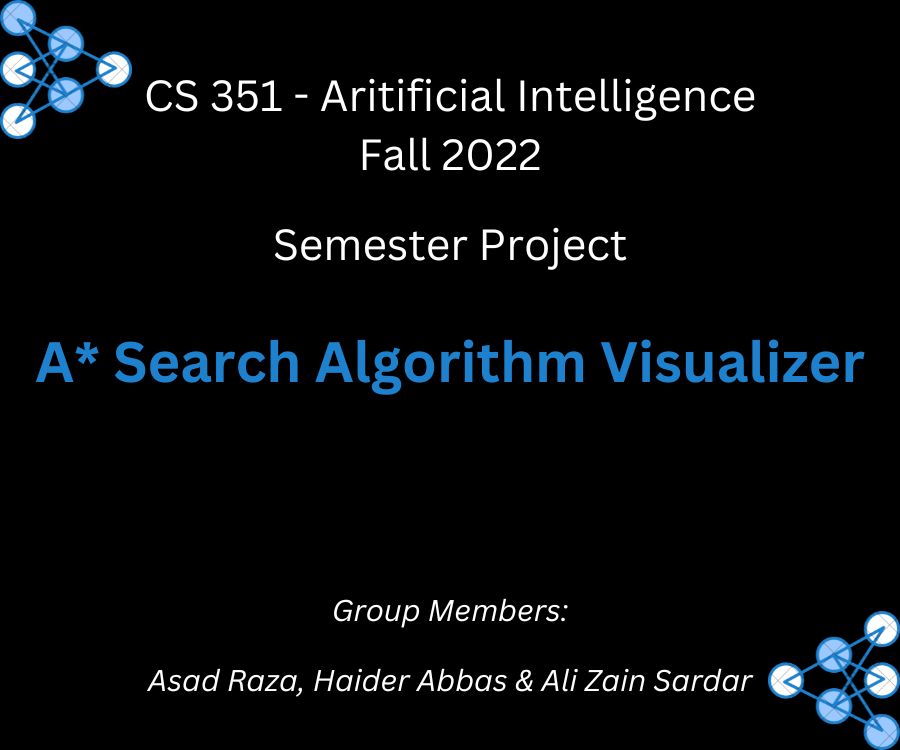 CS 351 - Aritificial Intelligence
Fall 2022
Semester Project
A* Search Algorithm Visualizer
Group Members:
Asad Raza, Haider Abbas & Ali Zain Sardar